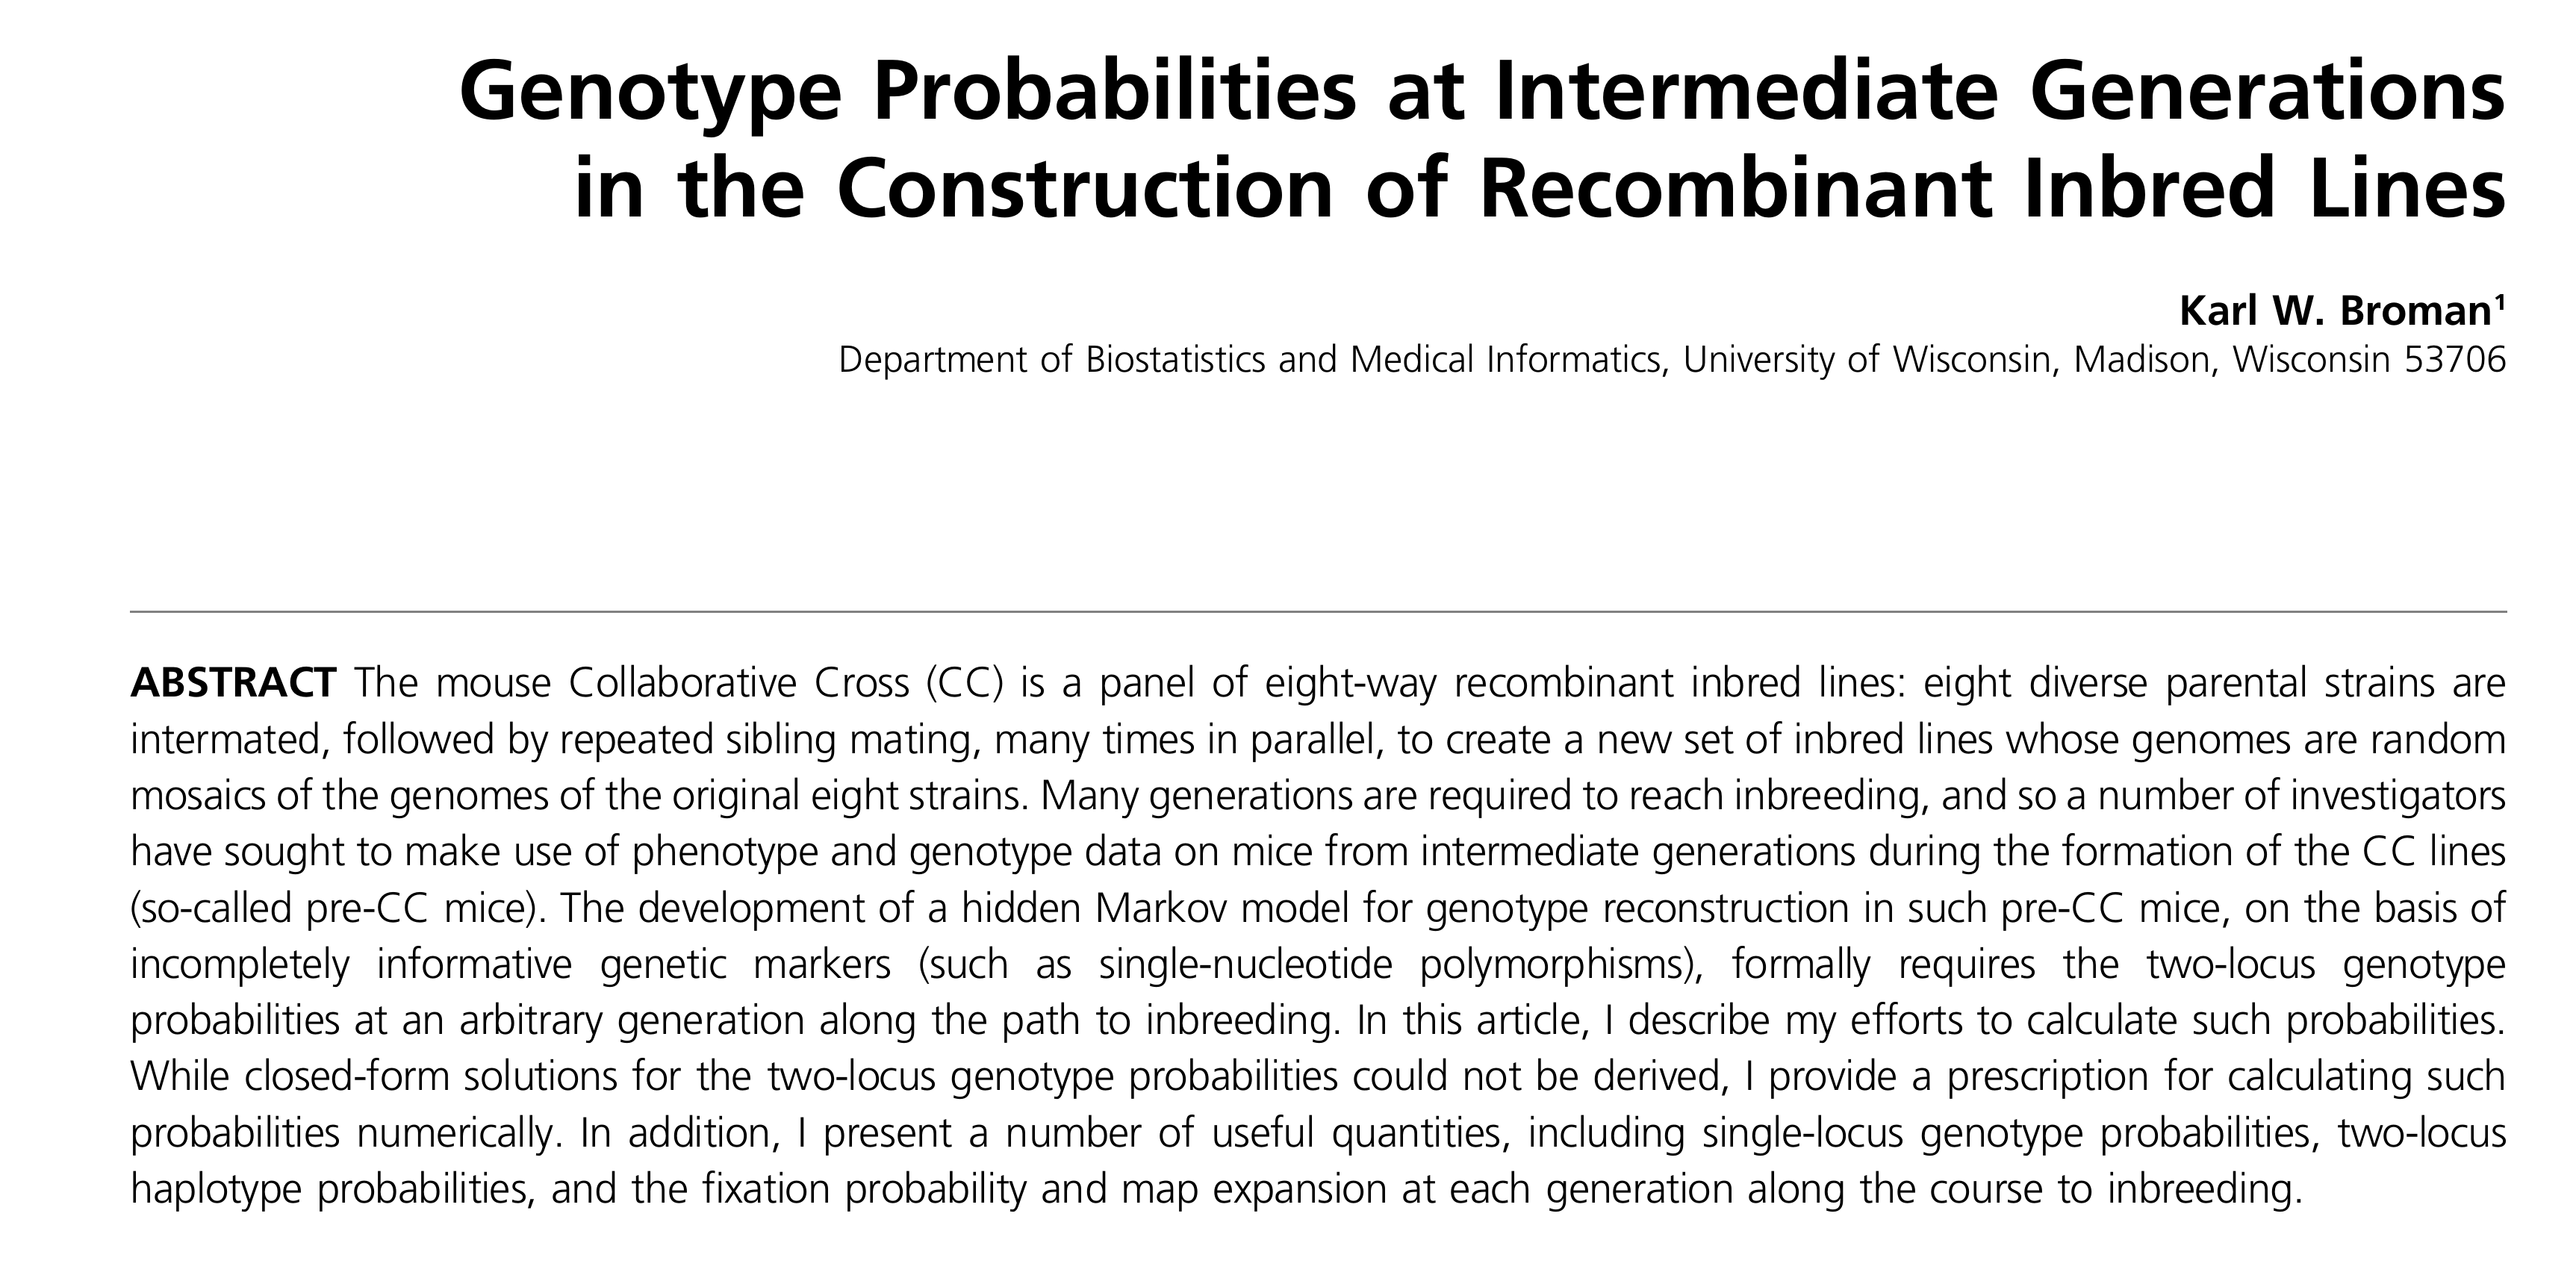 Genotype Probabilities at Intermediate Generations
in the Construction of Recombinant Inbred Lines
Karl W. Broman¹
Department of Biostatistics and Medical Informatics, University of Wisconsin, Madison, Wisconsin 53706
ABSTRACT The mouse Collaborative Cross (CC) is a panel of eight-way recombinant inbred lines: eight diverse parental strains are
intermated, followed by repeated sibling mating, many times in parallel, to create a new set of inbred lines whose genomes are random
mosaics of the genomes of the original eight strains. Many generations are required to reach inbreeding, and so a number of investigators
have sought to make use of phenotype and genotype data on mice from intermediate generations during the formation of the CC lines
(so-called pre-CC mice). The development of a hidden Markov model for genotype reconstruction in such pre-CC mice, on the basis of
incompletely informative genetic markers (such as single-nucleotide polymorphisms), formally requires the two-locus genotype
probabilities at an arbitrary generation along the path to inbreeding. In this article, I describe my efforts to calculate such probabilities.
While closed-form solutions for the two-locus genotype probabilities could not be derived, I provide a prescription for calculating such
probabilities numerically. In addition, I present a number of useful quantities, including single-locus genotype probabilities, two-locus
haplotype probabilities, and the fixation probability and map expansion at each generation along the course to inbreeding.